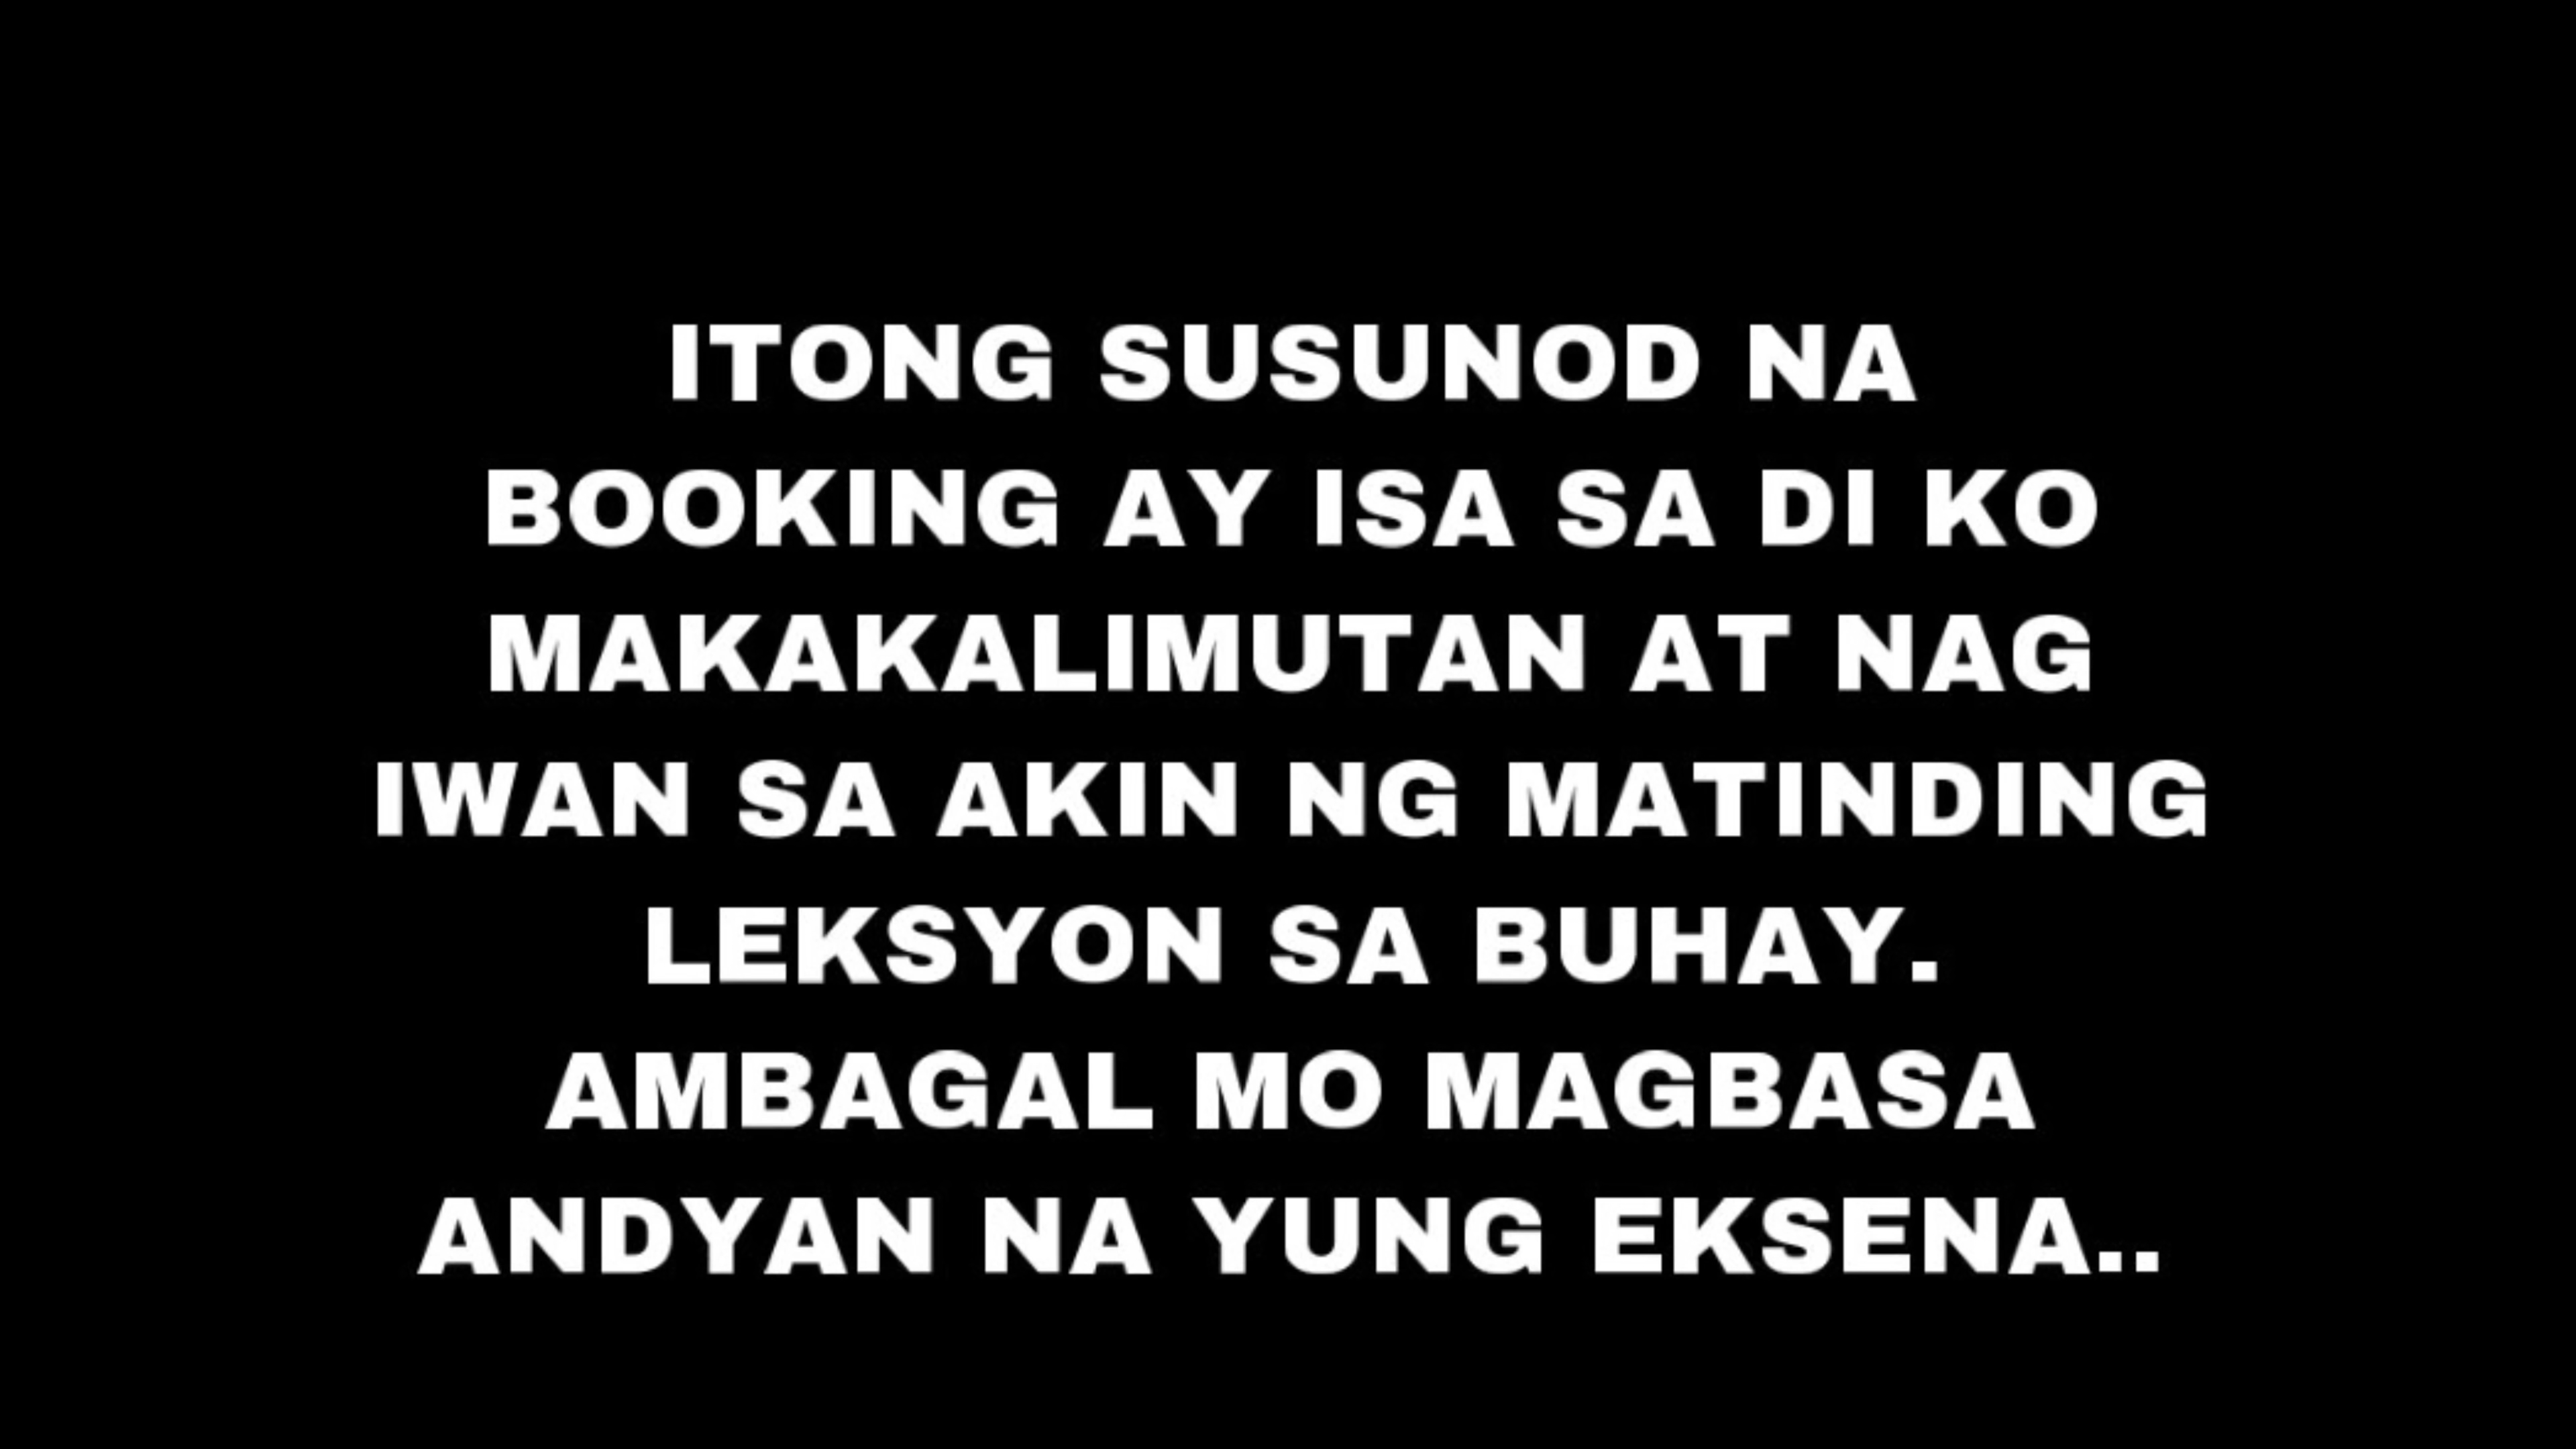 ITONG SUSUNOD NA
BOOKING AY ISA SA DI KO
MAKAKALIMUTAN AT NAG
IWAN SA AKIN NG MATINDING
LEKSYON SA BUHAY.
AMBAGAL MO MAGBASA
ANDYAN NA YUNG EKSENA..